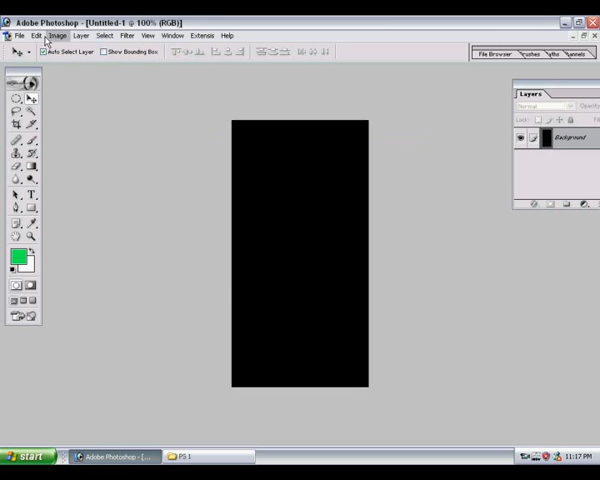 Adobe Photoshop - [Untitled-1 @ 100% (RGB)]
File Edit Image Layer Select Filter View Window Extensis Help
Auto Select Layer Show Bounding Box
File Browser Brushes Paths Channels
Layers
Normal Opacity
Lock: Fil
Background
T
start Adobe Photoshop - [... PS 1 11:17 PM